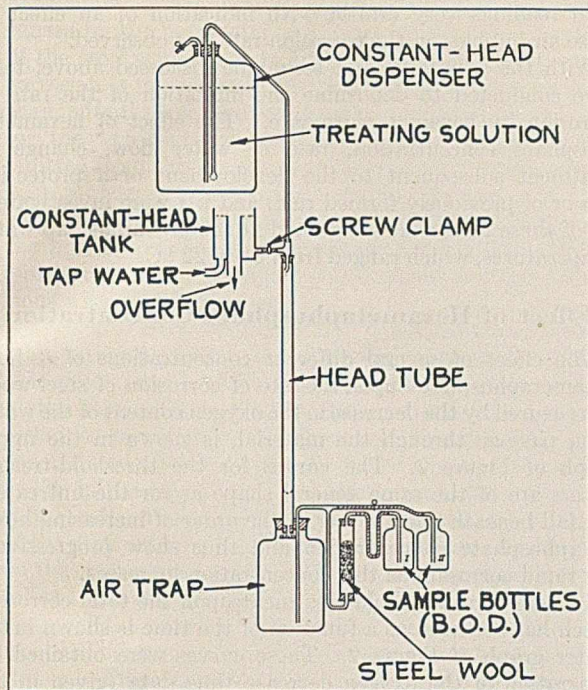 CONSTANT-HEAD
DISPENSER
TREATING SOLUTION
CONSTANT-HEAD
TANK
SCREW CLAMP
TAP WATER
OVERFLOW
HEAD TUBE
AIR TRAP
SAMPLE BOTTLES
(B.O.D.)
STEEL WOOL